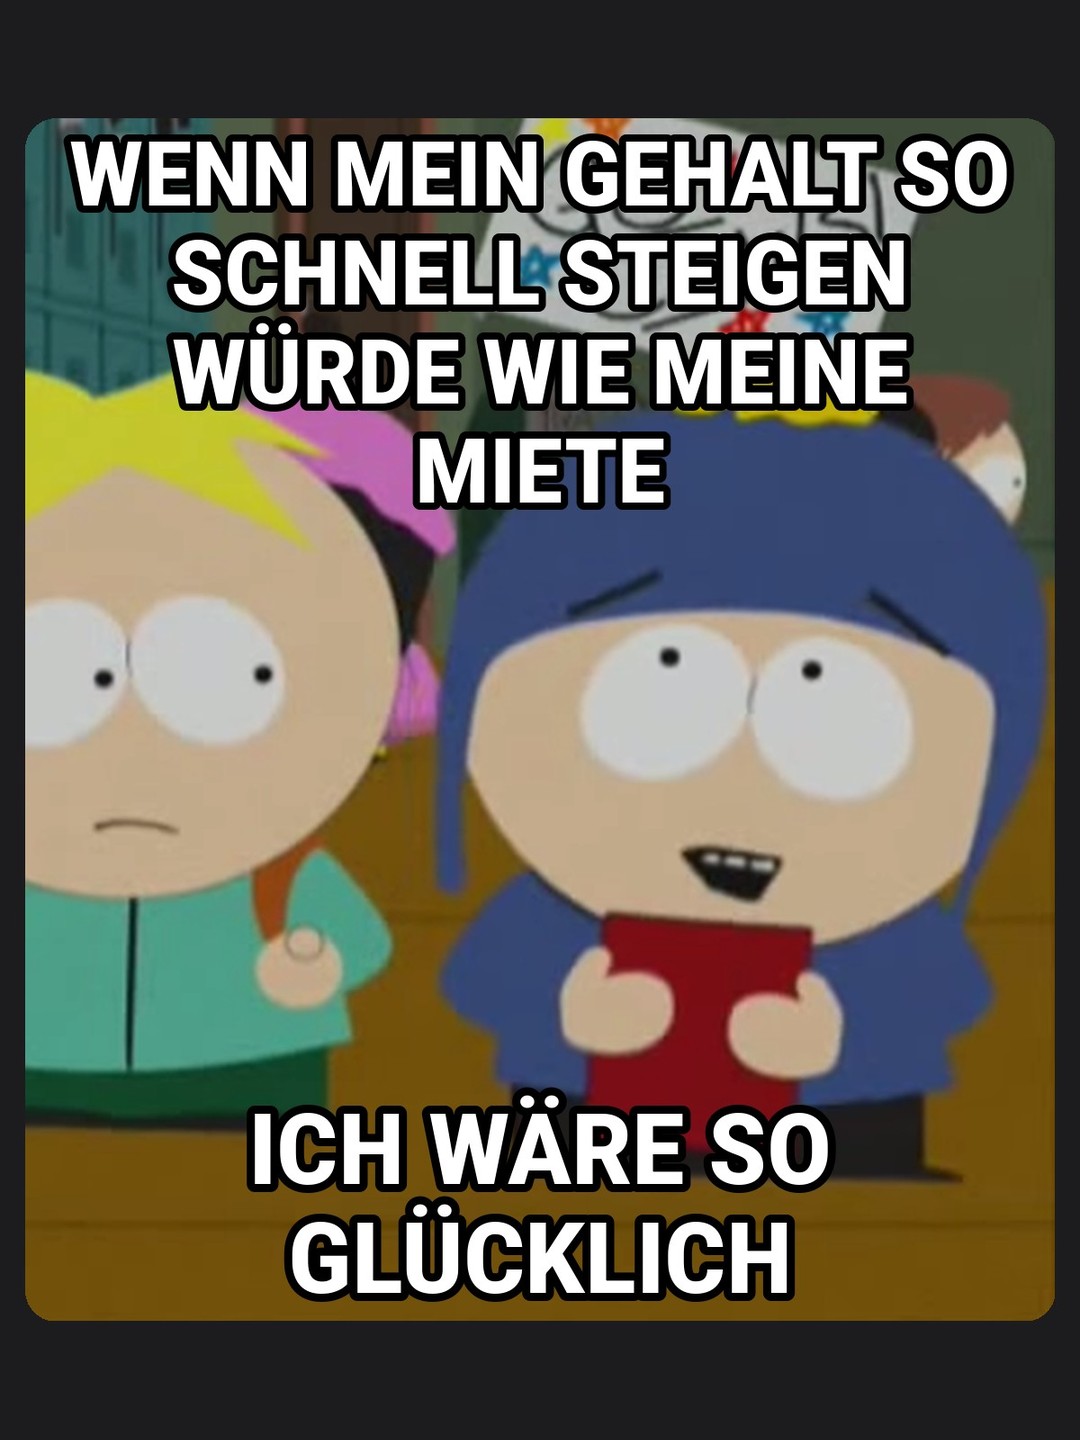 WENN MEIN GEHALT SO
SCHNELL STEIGEN
WÜRDE WIE MEINE
MIETE
ICH WÄRE SO
GLÜCKLICH